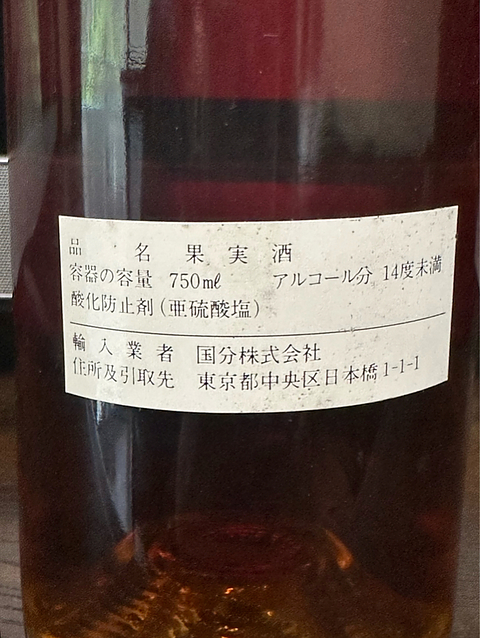 品名 果実酒
容器の容量 750mℓ アルコール分 14度未満
酸化防止剤(亜硫酸塩)
輸入業者 国分株式会社
住所及引取先 東京都中央区日本橋1-1-1